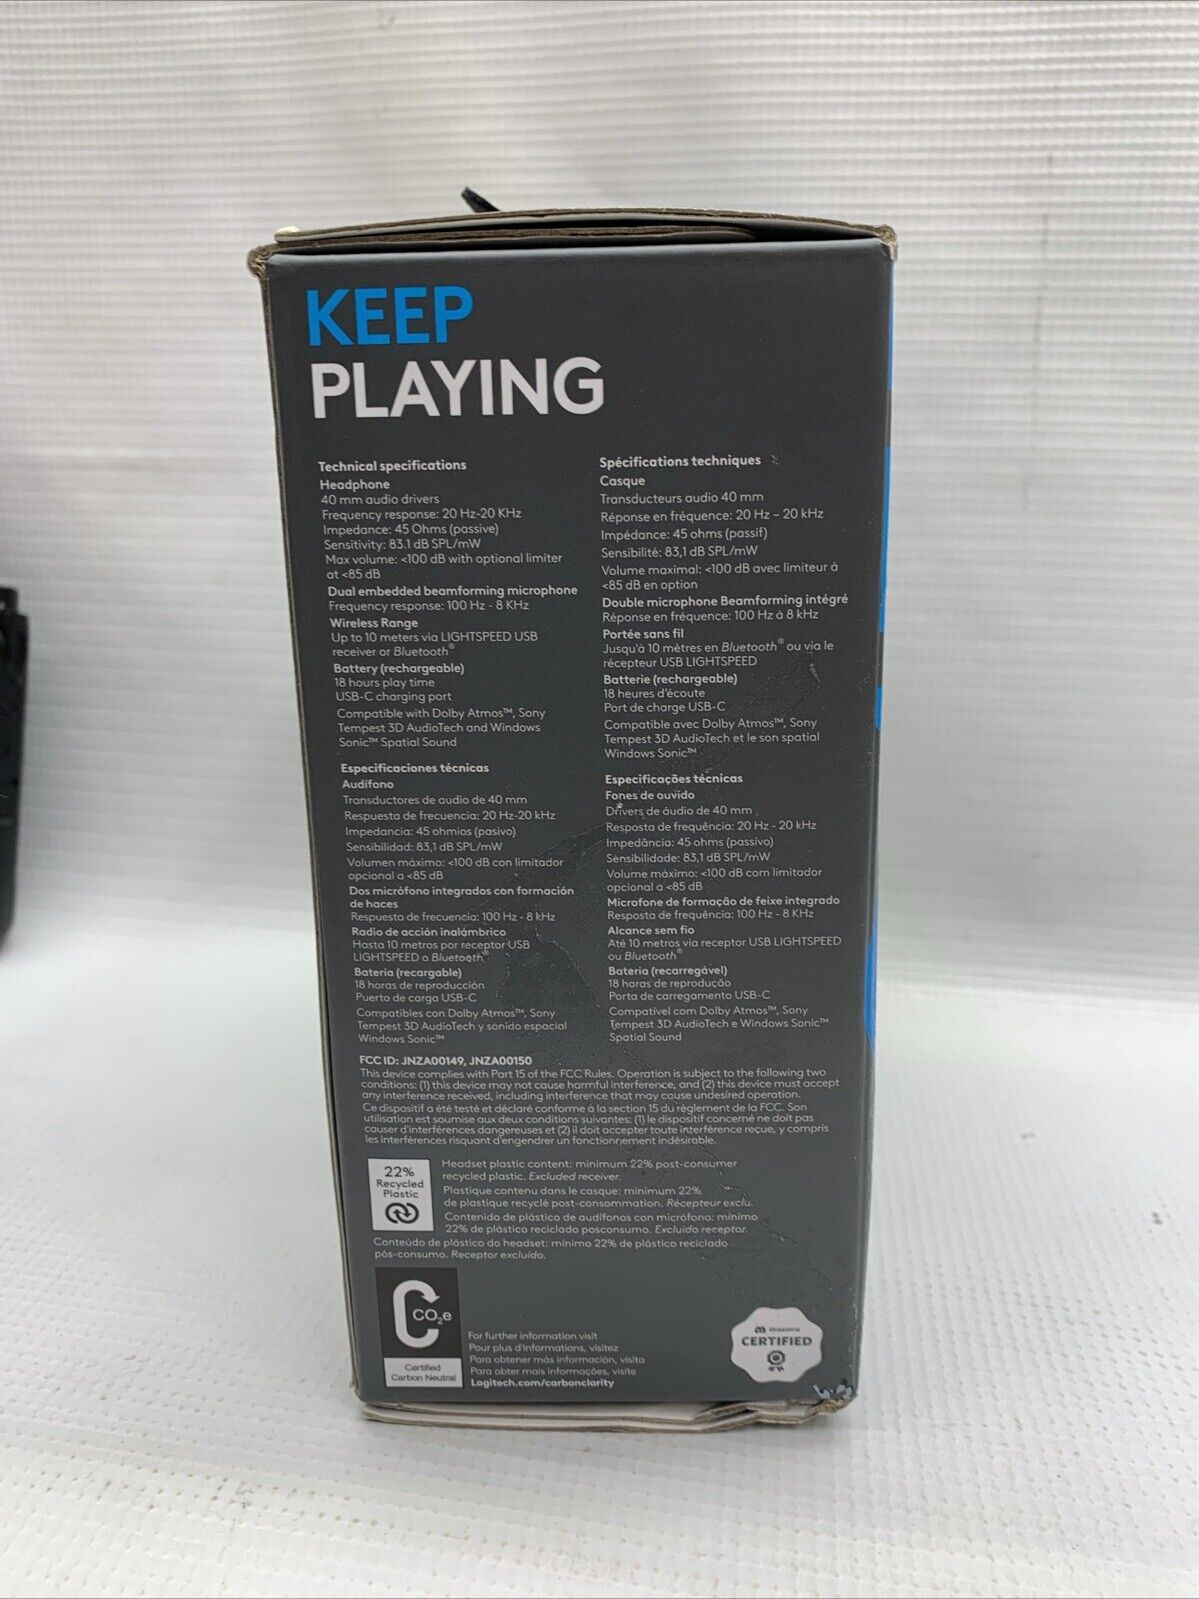 KEEP
PLAYING
Technical specifications
Headphone
40 mm audio drivers
Frequency response: 20 Hz-20 KHz
Impedance: 45 Ohms (passive)
Sensitivity: 83.1 dB SPL/mW
Max volume: <100 dB with optional limiter
at <85 dB
Dual embedded beamforming microphone
Frequency response: 100 Hz - 8 KHz
Wireless Range
Up to 10 meters via LIGHTSPEED USB
receiver or Bluetooth®
Battery (rechargeable)
18 hours play time
USB-C charging port
Compatible with Dolby Atmos™, Sony
Tempest 3D AudioTech and Windows
Sonic™ Spatial Sound
Spécifications techniques
Casque
Transducteurs audio 40 mm
Réponse en fréquence: 20 Hz – 20 kHz
Impédance: 45 ohms (passif)
Sensibilité: 83,1 dB SPL/mW
Volume maximal: <100 dB avec limiteur à
<85 dB en option
Double microphone Beamforming intégré
Réponse en fréquence: 100 Hz à 8 kHz
Portée sans fil
Jusqu'à 10 mètres en Bluetooth® ou via le
récepteur USB LIGHTSPEED
Batterie (rechargeable)
18 heures d'écoute
Port de charge USB-C
Compatible avec Dolby Atmos™, Sony
Tempest 3D AudioTech et le son spatial
Windows Sonic™
Especificaciones técnicas
Audífono
Transductores de audio de 40 mm
Respuesta de frecuencia: 20 Hz-20 kHz
Impedancia: 45 ohmios (pasivo)
Sensibilidad: 83,1 dB SPL/mW
Volumen máximo: <100 dB con limitador
opcional a <85 dB
Dos micrófono integrados con formación
de haces
Respuesta de frecuencia: 100 Hz - 8 kHz
Radio de acción inalámbrico
Hasta 10 metros por receptor USB
LIGHTSPEED o Bluetooth®
Bateria (recargable)
18 horas de reproducción
Puerto de carga USB-C
Compatibles con Dolby Atmos™, Sony
Tempest 3D AudioTech y sonido espacial
Windows Sonic™
Especificações técnicas
Fones de ouvido
Drivers de áudio de 40 mm
Resposta de frequência: 20 Hz - 20 kHz
Impedância: 45 ohms (passivo)
Sensibilidade: 83,1 dB SPL/mW
Volume máximo: <100 dB com limitador
opcional a <85 dB
Microfone de formação de feixe integrado
Resposta de frequência: 100 Hz - 8 KHz
Alcance sem fio
Até 10 metros via receptor USB LIGHTSPEED
ou Bluetooth®
Bateria (recarregável)
18 horas de reprodução
Porta de carregamento USB-C
Compatível com Dolby Atmos™, Sony
Tempest 3D AudioTech e Windows Sonic™
Spatial Sound
FCC ID: JNZA00149, JNZA00150
This device complies with Part 15 of the FCC Rules. Operation is subject to the following two
conditions: (1) this device may not cause harmful interference, and (2) this device must accept
any interference received, including interference that may cause undesired operation.
Ce dispositif a été testé et déclaré conforme à la section 15 du règlement de la FCC. Son
utilisation est soumise aux deux conditions suivantes: (1) le dispositif concerné ne doit pas
causer d'interférences dangereuses et (2) il doit accepter toute interférence reçue, y compris
les interférences risquant d'engendrer un fonctionnement indésirable.
22%
Recycled
Plastic
Headset plastic content: minimum 22% post-consumer
recycled plastic. Excluded receiver.
Plastique contenu dans le casque: minimum 22%
de plastique recyclé post-consommation. Récepteur exclu.
Contenido de plástico de audífonos con micrófono: mínimo
22% de plástico reciclado posconsumo. Excluido receptor.
Conteúdo de plástico do headset: mínimo 22% de plástico reciclado
pós-consumo. Receptor excluído.
CO₂e
Certified
Carbon Neutral
For further information visit
Pour plus d'informations, visitez
Para obtener más información, visita
Para obter mais informações, visite
Logitech.com/carbonclarity
Discord
CERTIFIED